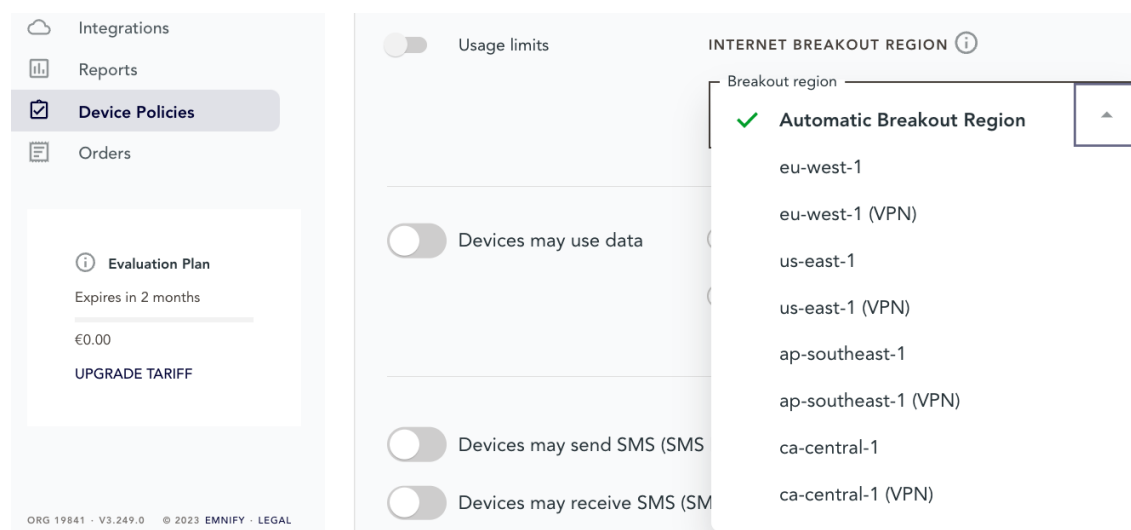 Integrations
Reports
Device Policies
Orders
Evaluation Plan
Expires in 2 months
€0.00
UPGRADE TARIFF
ORG 19841 · V3.249.0 © 2023 EMNIFY · LEGAL
Usage limits
INTERNET BREAKOUT REGION
Breakout region
Automatic Breakout Region
eu-west-1
eu-west-1 (VPN)
us-east-1
us-east-1 (VPN)
ap-southeast-1
ap-southeast-1 (VPN)
ca-central-1
ca-central-1 (VPN)
Devices may use data
Devices may send SMS (SMS
Devices may receive SMS (SM